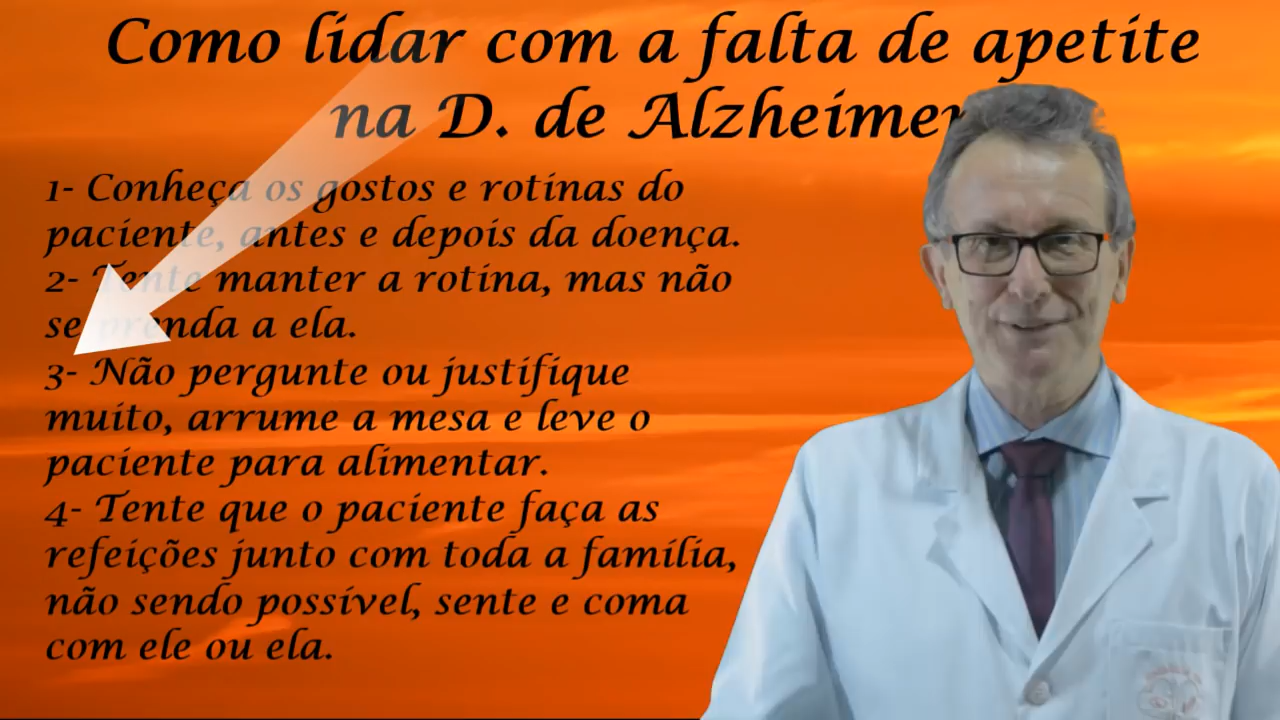 Como lidar com a falta de apetite
na D. de Alzheimer
1- Conheça os gostos e rotinas do
paciente, antes e depois da doença.
2- Tente manter a rotina, mas não
se prenda a ela.
3- Não pergunte ou justifique
muito, arrume a mesa e leve o
paciente para alimentar.
4- Tente que o paciente faça as
refeições junto com toda a família,
não sendo possível, sente e coma
com ele ou ela.